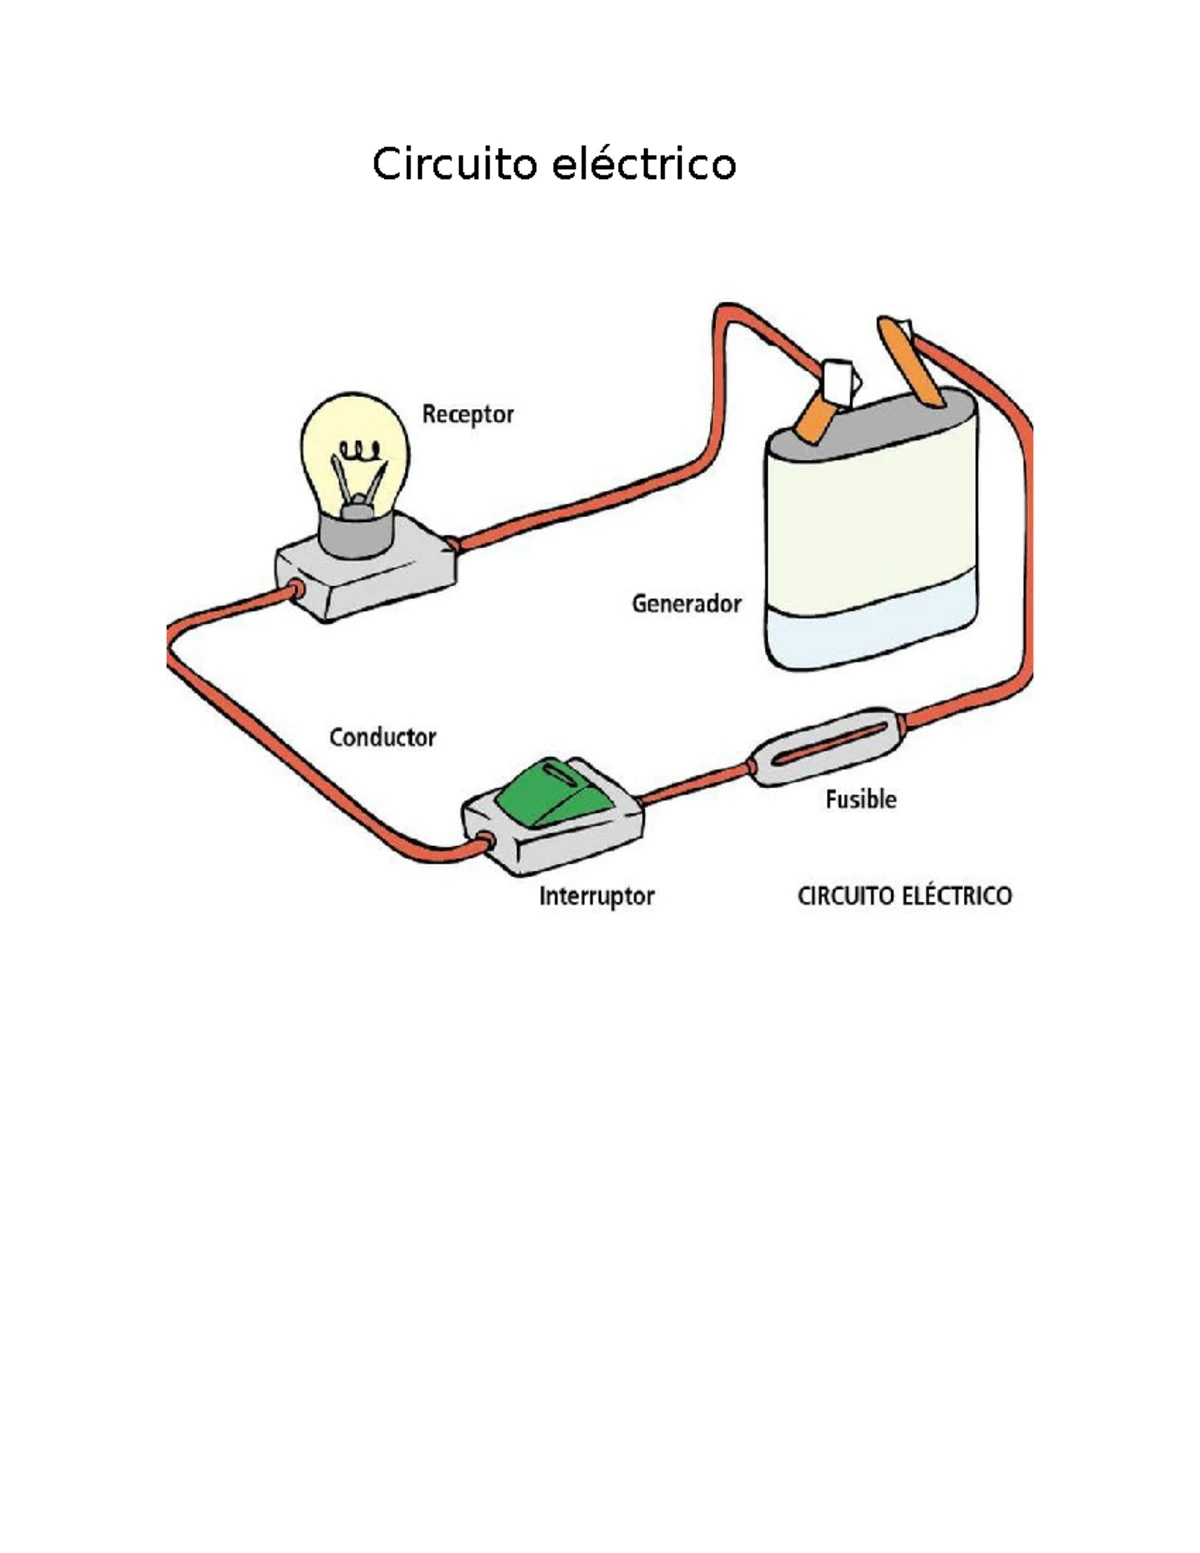 Circuito eléctrico
Receptor
Generador
Conductor
Fusible
Interruptor
CIRCUITO ELÉCTRICO